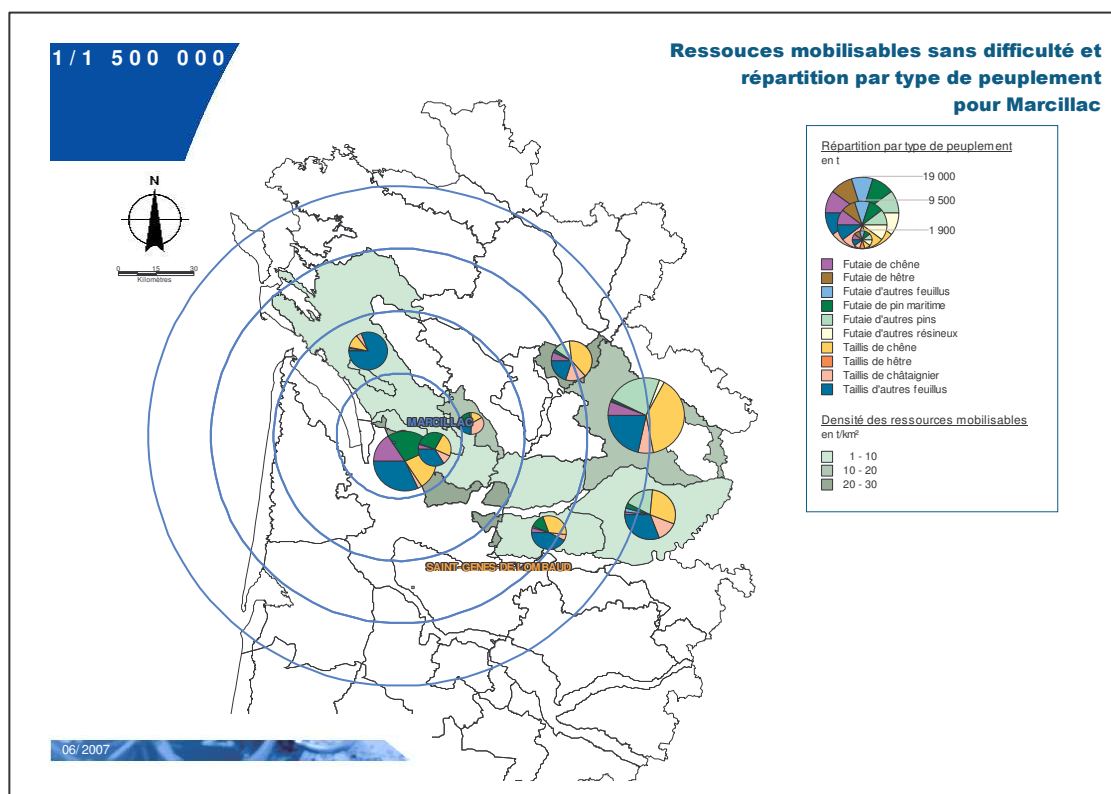 1/1 500 000
Ressouces mobilisables sans difficulté et
répartition par type de peuplement
pour Marcillac
N
0 15 30
Kilomètres
Répartition par type de peuplement
en t
19 000
9 500
1 900
Futaie de chêne
Futaie de hêtre
Futaie d'autres feuillus
Futaie de pin maritime
Futaie d'autres pins
Futaie d'autres résineux
Taillis de chêne
Taillis de hêtre
Taillis de châtaignier
Taillis d'autres feuillus
Densité des ressources mobilisables
en t/km²
1 - 10
10 - 20
20 - 30
MARCILLAC
SAINT-GENES-DE-LOMBAUD
06/2007